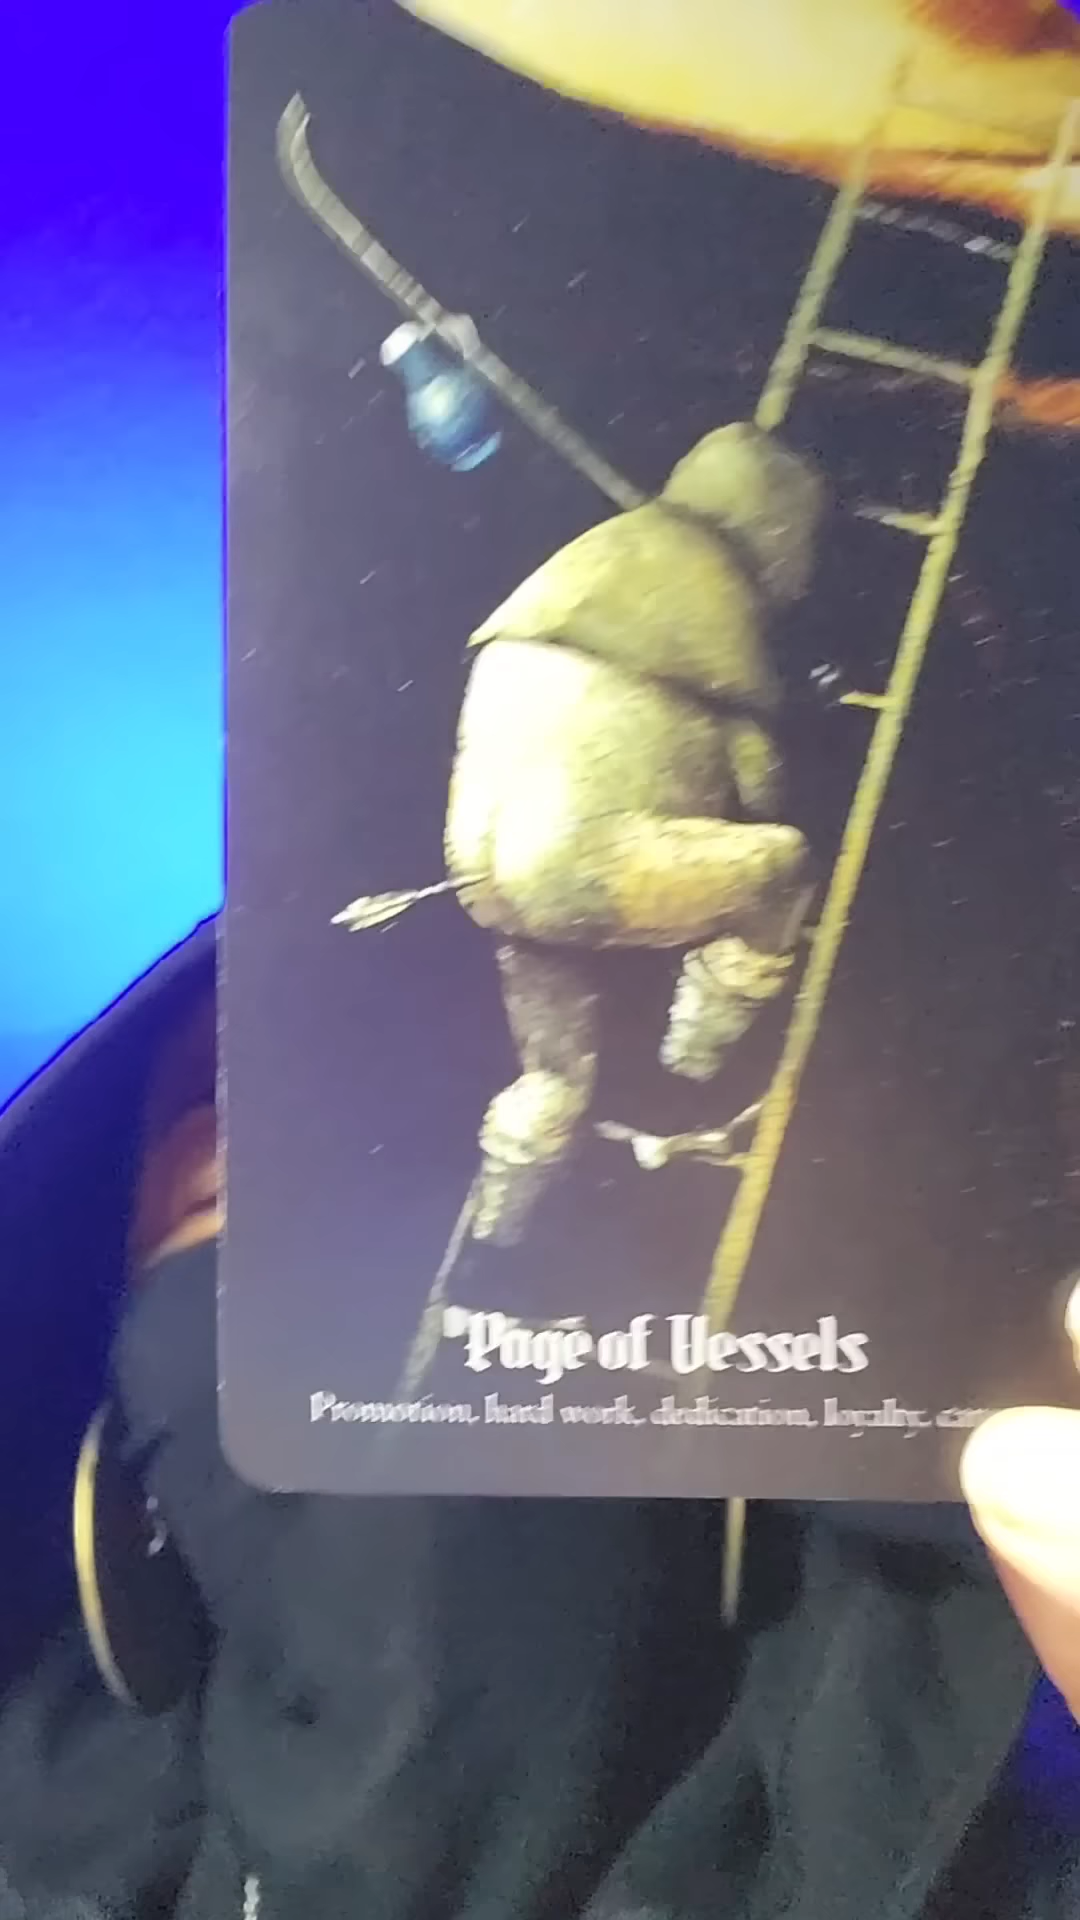 Page of Vessels
Promotion, hard work, dedication, loyalty,